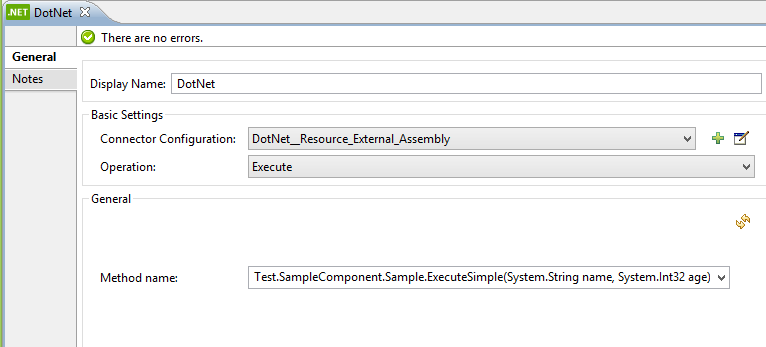 .NET DotNet
There are no errors.
General
Notes
Display Name: DotNet
Basic Settings
Connector Configuration: DotNet__Resource_External_Assembly
Operation: Execute
General
Method name: Test.SampleComponent.Sample.ExecuteSimple(System.String name, System.Int32 age)